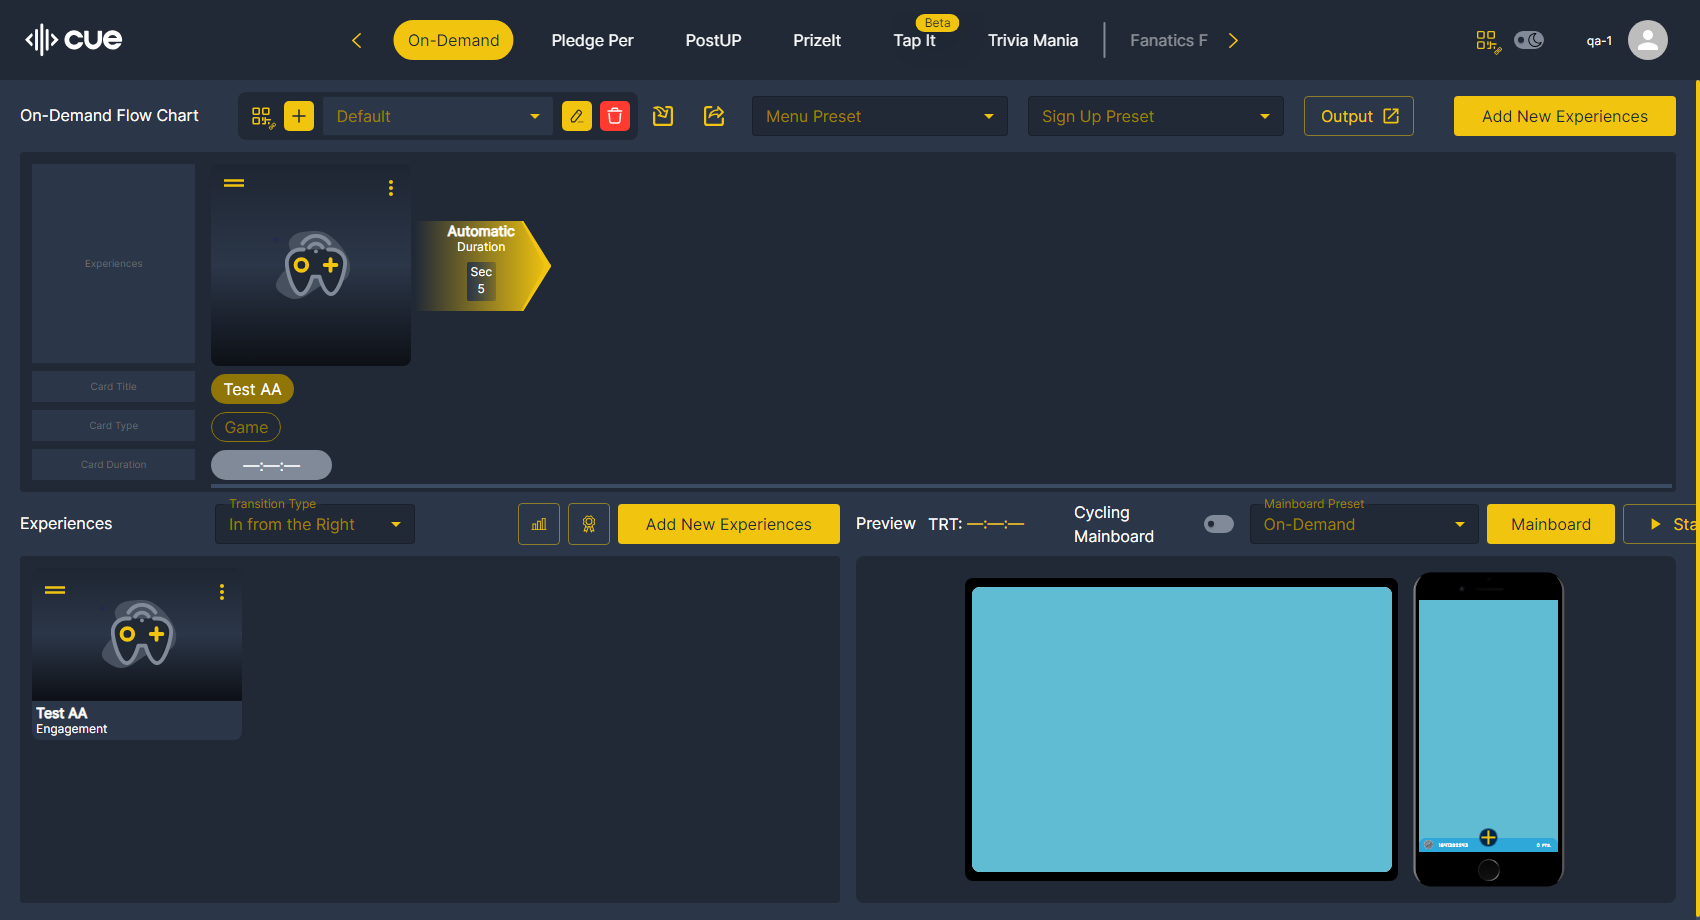 cue
On-Demand
Pledge Per
PostUP
PrizeIt
Beta
Tap It
Trivia Mania
Fanatics F
qa-1
On-Demand Flow Chart
Default
Menu Preset
Sign Up Preset
Output
Add New Experiences
Experiences
Automatic
Duration
Sec
5
Card Title
Test AA
Card Type
Game
Card Duration
—:—:—
Experiences
Transition Type
In from the Right
Add New Experiences
Preview
TRT: —:—:—
Cycling
Mainboard
Mainboard Preset
On-Demand
Mainboard
Sta
Test AA
Engagement
0 PTS.